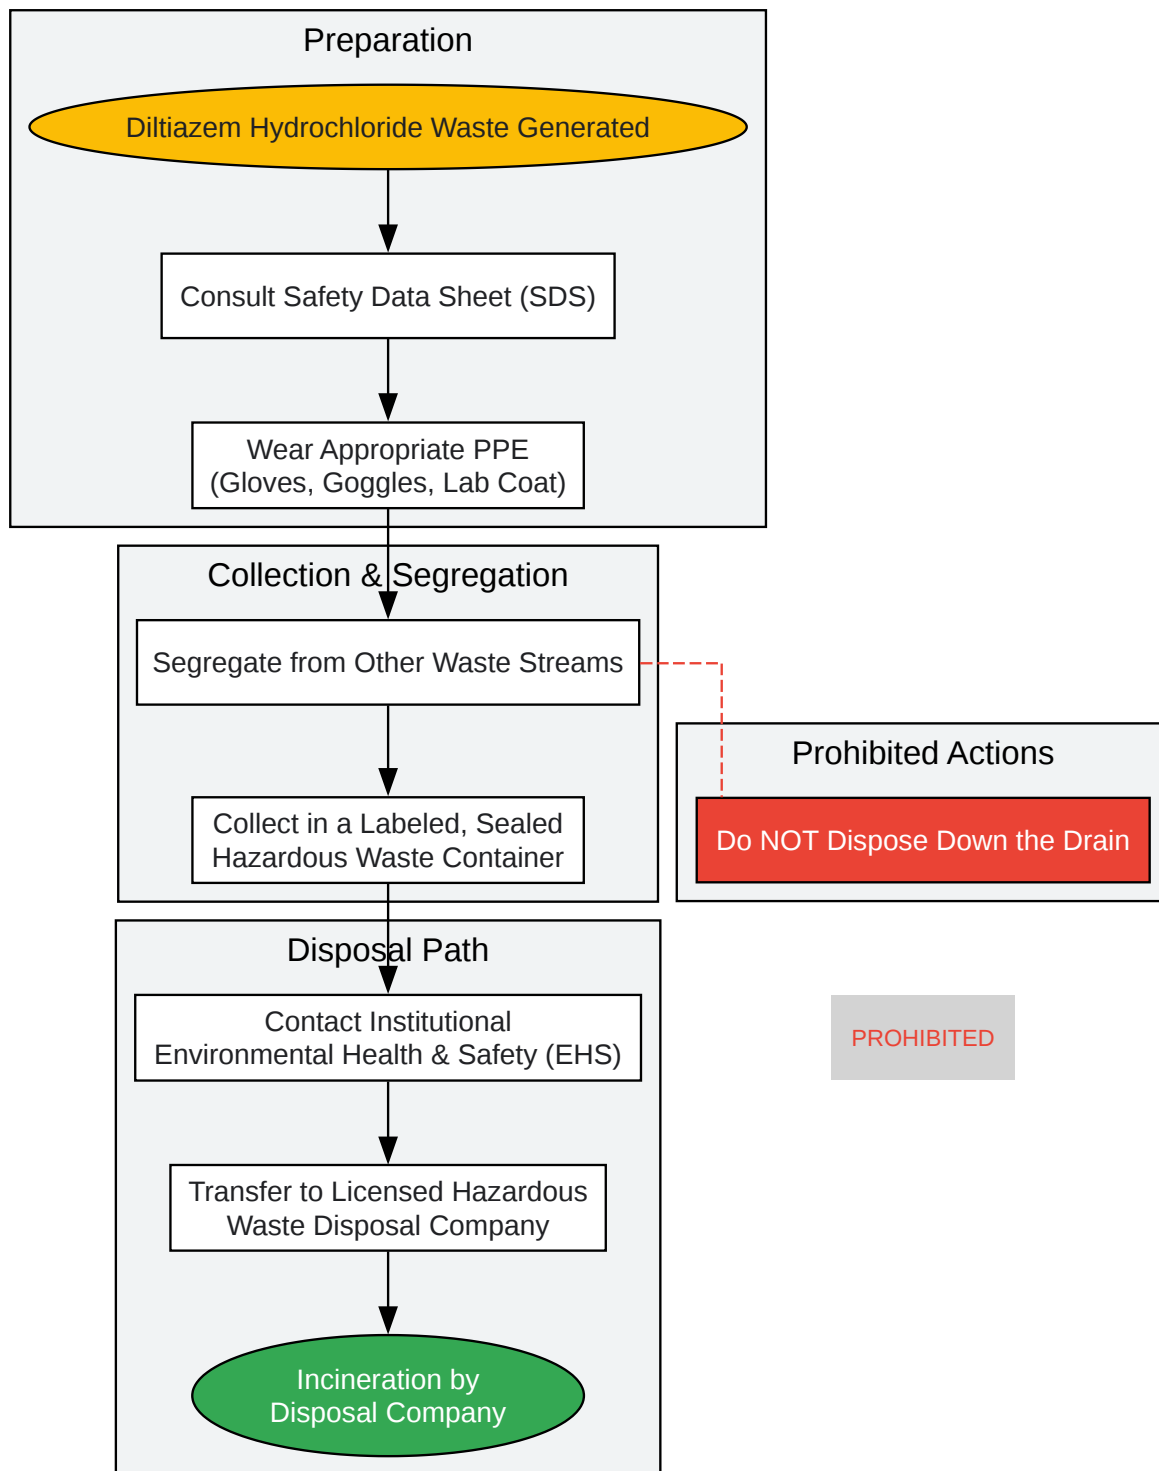 Preparation
Diltiazem Hydrochloride Waste Generated
Consult Safety Data Sheet (SDS)
Wear Appropriate PPE
(Gloves, Goggles, Lab Coat)
Collection & Segregation
Segregate from Other Waste Streams
Collect in a Labeled, Sealed
Hazardous Waste Container
Prohibited Actions
Do NOT Dispose Down the Drain
Disposal Path
Contact Institutional
Environmental Health & Safety (EHS)
PROHIBITED
Transfer to Licensed Hazardous
Waste Disposal Company
Incineration by
Disposal Company